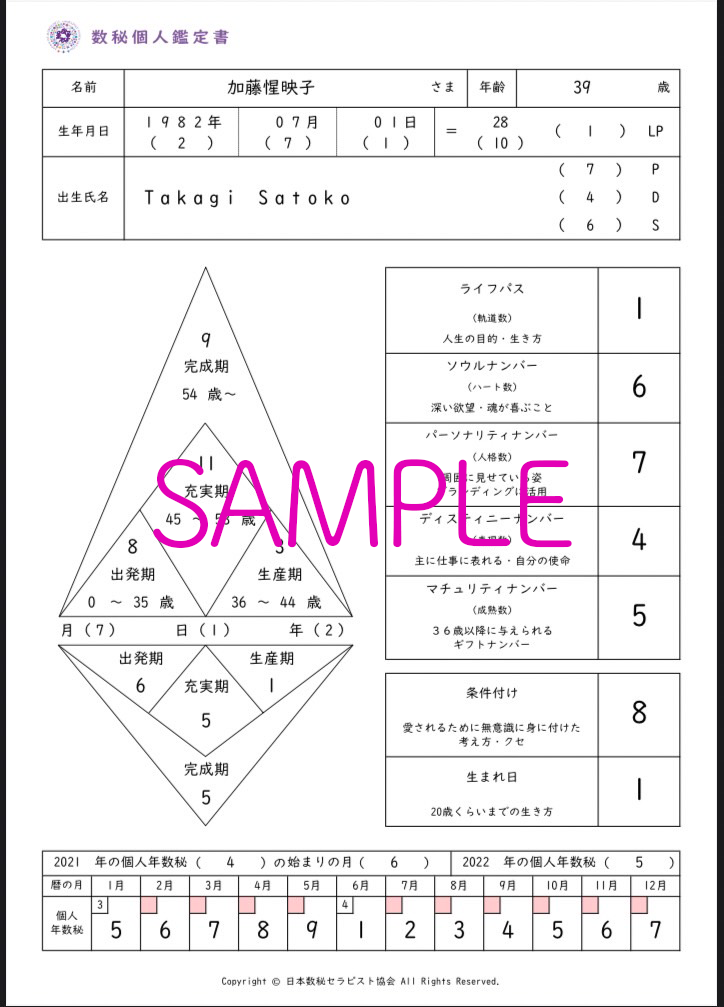 数秘個人鑑定書
名前 加藤惺映子 さま 年齢 39 歳
生年月日 1982年 07月 01日 = 28 ( 1 ) LP
( 2 ) ( 7 ) ( 1 ) ( 10 )
出生氏名 Takagi Satoko
( 7 ) P
( 4 ) D
( 6 ) S
9
完成期
54 歳～
11
充実期
45 ～ 53 歳
8
出発期
0 ～ 35 歳
3
生産期
36 ～ 44 歳
月(7) 日(1) 年(2)
出発期
6
充実期
5
生産期
1
完成期
5
ライフパス
(軌道数)
人生の目的・生き方
1
ソウルナンバー
(ハート数)
深い欲望・魂が喜ぶこと
6
パーソナリティナンバー
(人格数)
周囲に見せている姿
ブランディングに活用
7
ディスティニーナンバー
主に仕事に表れる・自分の使命
4
マチュリティナンバー
(成熟数)
36歳以降に与えられる
ギフトナンバー
5
条件付け
愛されるために無意識に身に付けた
考え方・クセ
8
生まれ日
20歳くらいまでの生き方
1
SAMPLE
2021 年の個人年数秘( 4 )の始まりの月( 6 ) 2022 年の個人年数秘( 5 )
暦の月 1月 2月 3月 4月 5月 6月 7月 8月 9月 10月 11月 12月
3 4
個人
年数秘 5 6 7 8 9 1 2 3 4 5 6 7
Copyright © 日本数秘セラピスト協会 All Rights Reserved.